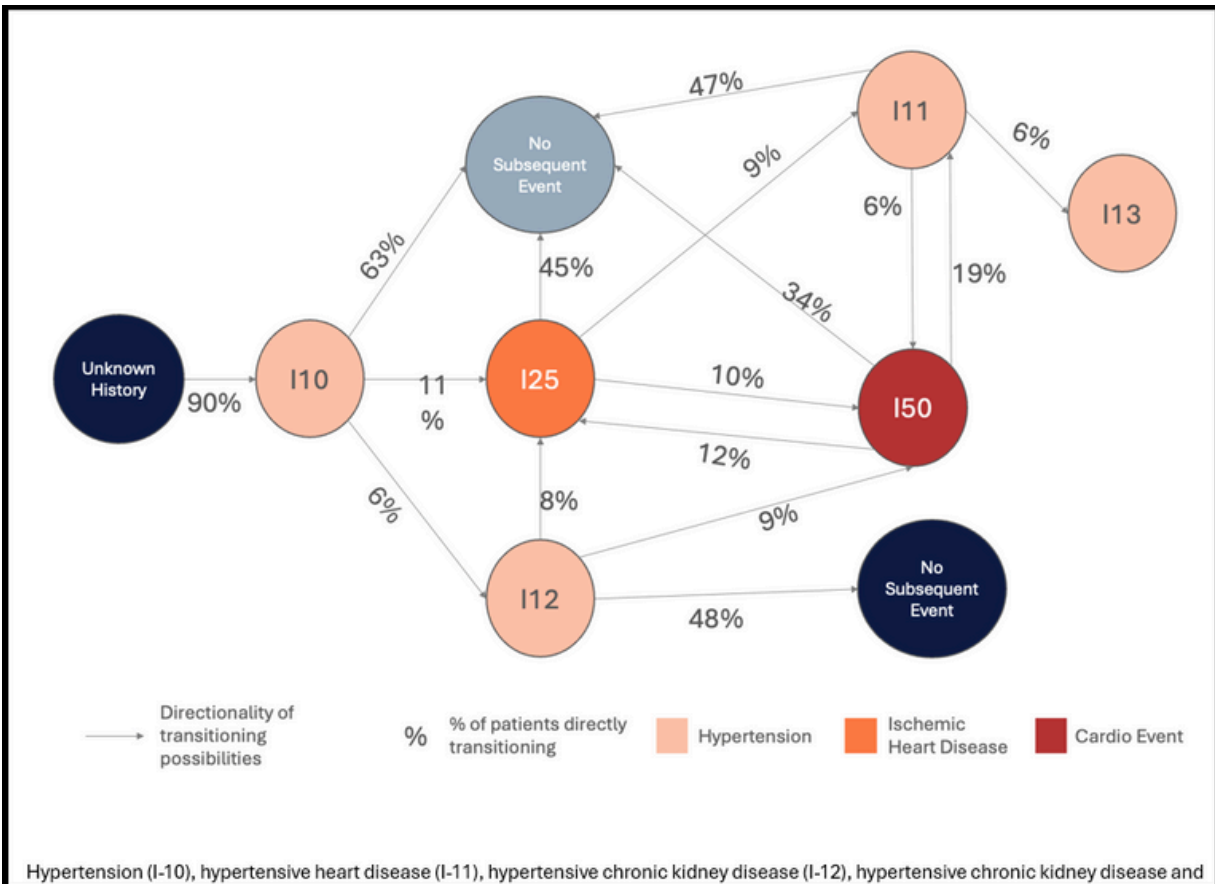 47%
I11
No
Subsequent
Event
9%
6%
6%
I13
63%
45%
19%
34%
Unknown
History
I10
I25
10%
I50
90%
11
%
12%
6%
8%
9%
No
Subsequent
Event
I12
48%
Directionality of
transitioning
possibilities
%
% of patients directly
transitioning
Hypertension
Ischemic
Heart Disease
Cardio Event
Hypertension (I-10), hypertensive heart disease (I-11), hypertensive chronic kidney disease (I-12), hypertensive chronic kidney disease and